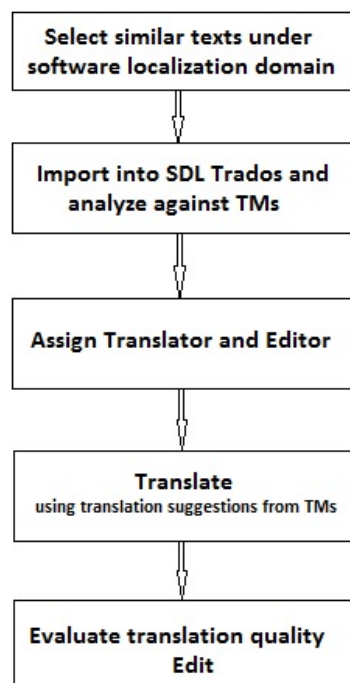 Select similar texts under
software localization domain
Import into SDL Trados and
analyze against TMs
Assign Translator and Editor
Translate
using translation suggestions from TMs
Evaluate translation quality
Edit